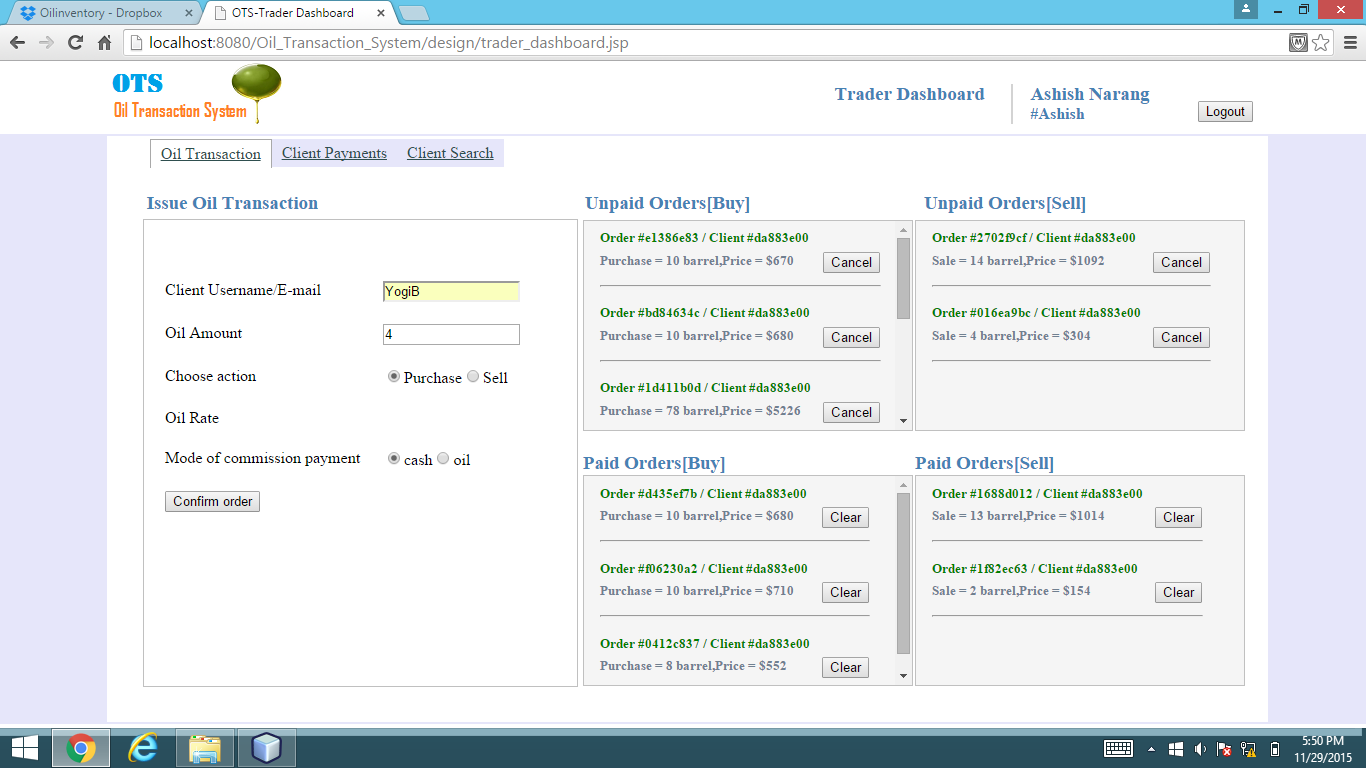 Oilinventory - Dropbox
OTS-Trader Dashboard
localhost:8080/Oil_Transaction_System/design/trader_dashboard.jsp
OTS
Oil Transaction System
Trader Dashboard
Ashish Narang
#Ashish
Logout
Oil Transaction
Client Payments
Client Search
Issue Oil Transaction
Client Username/E-mail
YogiB
Oil Amount
4
Choose action
Purchase
Sell
Oil Rate
Mode of commission payment
cash
oil
Confirm order
Unpaid Orders[Buy]
Order #e1386e83 / Client #da883e00
Purchase = 10 barrel,Price = $670
Cancel
Order #bd84634c / Client #da883e00
Purchase = 10 barrel,Price = $680
Cancel
Order #1d411b0d / Client #da883e00
Purchase = 78 barrel,Price = $5226
Cancel
Unpaid Orders[Sell]
Order #2702f9cf / Client #da883e00
Sale = 14 barrel,Price = $1092
Cancel
Order #016ea9bc / Client #da883e00
Sale = 4 barrel,Price = $304
Cancel
Paid Orders[Buy]
Order #d435ef7b / Client #da883e00
Purchase = 10 barrel,Price = $680
Clear
Order #f06230a2 / Client #da883e00
Purchase = 10 barrel,Price = $710
Clear
Order #0412c837 / Client #da883e00
Purchase = 8 barrel,Price = $552
Clear
Paid Orders[Sell]
Order #1688d012 / Client #da883e00
Sale = 13 barrel,Price = $1014
Clear
Order #1f82ec63 / Client #da883e00
Sale = 2 barrel,Price = $154
Clear
5:50 PM
11/29/2015